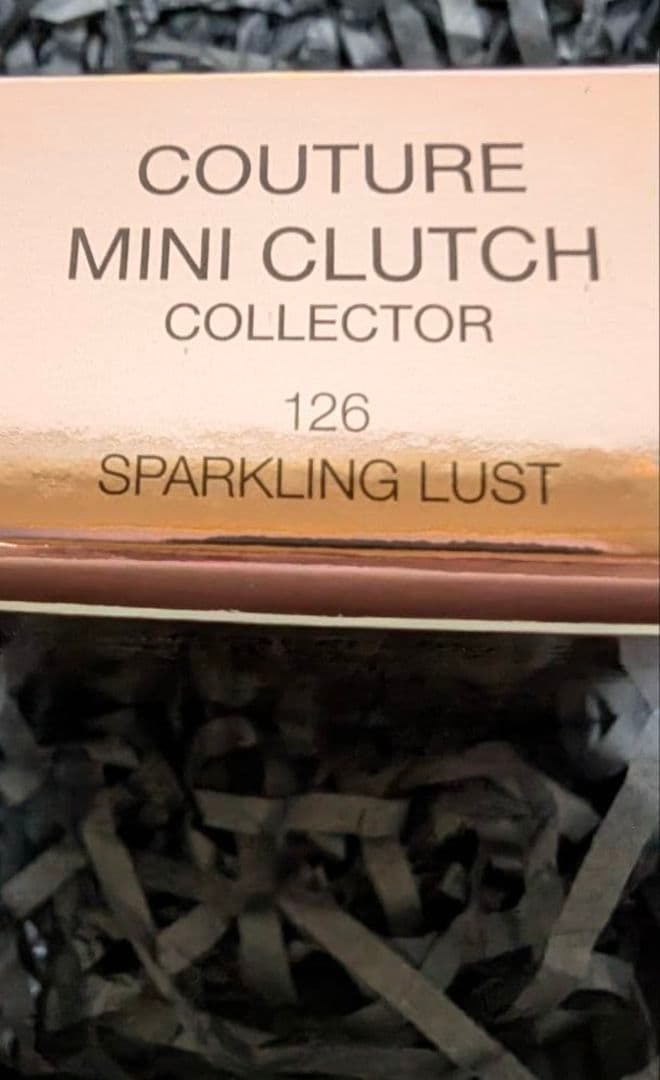 COUTURE
MINI CLUTCH
COLLECTOR
126
SPARKLING LUST